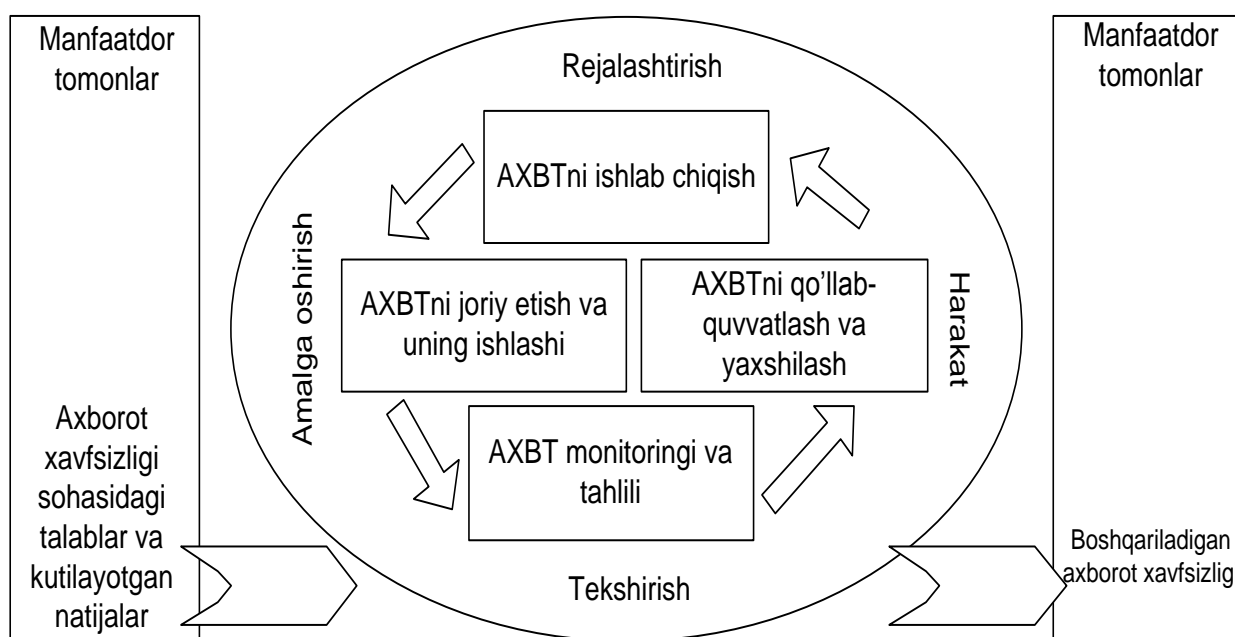 Manfaatdor
tomonlar
Axborot
xavfsizligi
sohasidagi
talablar va
kutilayotgan
natijalar
Rejalashtirish
AXBTni ishlab chiqish
Amalga oshirish
AXBTni joriy etish va
uning ishlashi
AXBTni qo’llab-
quvvatlash va
yaxshilash
Harakat
AXBT monitoringi va
tahlili
Tekshirish
Manfaatdor
tomonlar
Boshqariladigan
axborot xavfsizlig